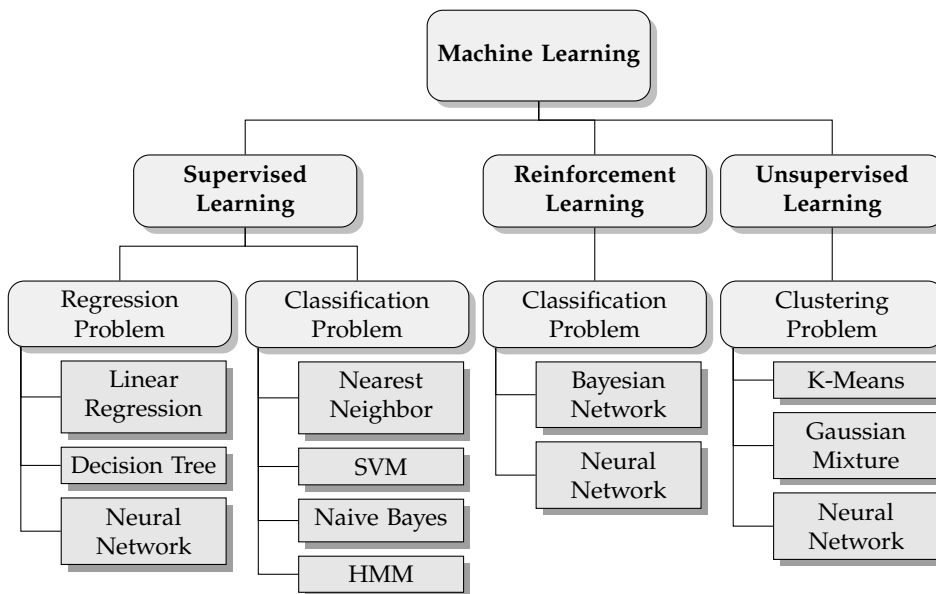 Machine Learning
Supervised
Learning
Reinforcement
Learning
Unsupervised
Learning
Regression
Problem
Classification
Problem
Classification
Problem
Clustering
Problem
Linear
Regression
Decision Tree
Neural
Network
Nearest
Neighbor
SVM
Naive Bayes
HMM
Bayesian
Network
Neural
Network
K-Means
Gaussian
Mixture
Neural
Network